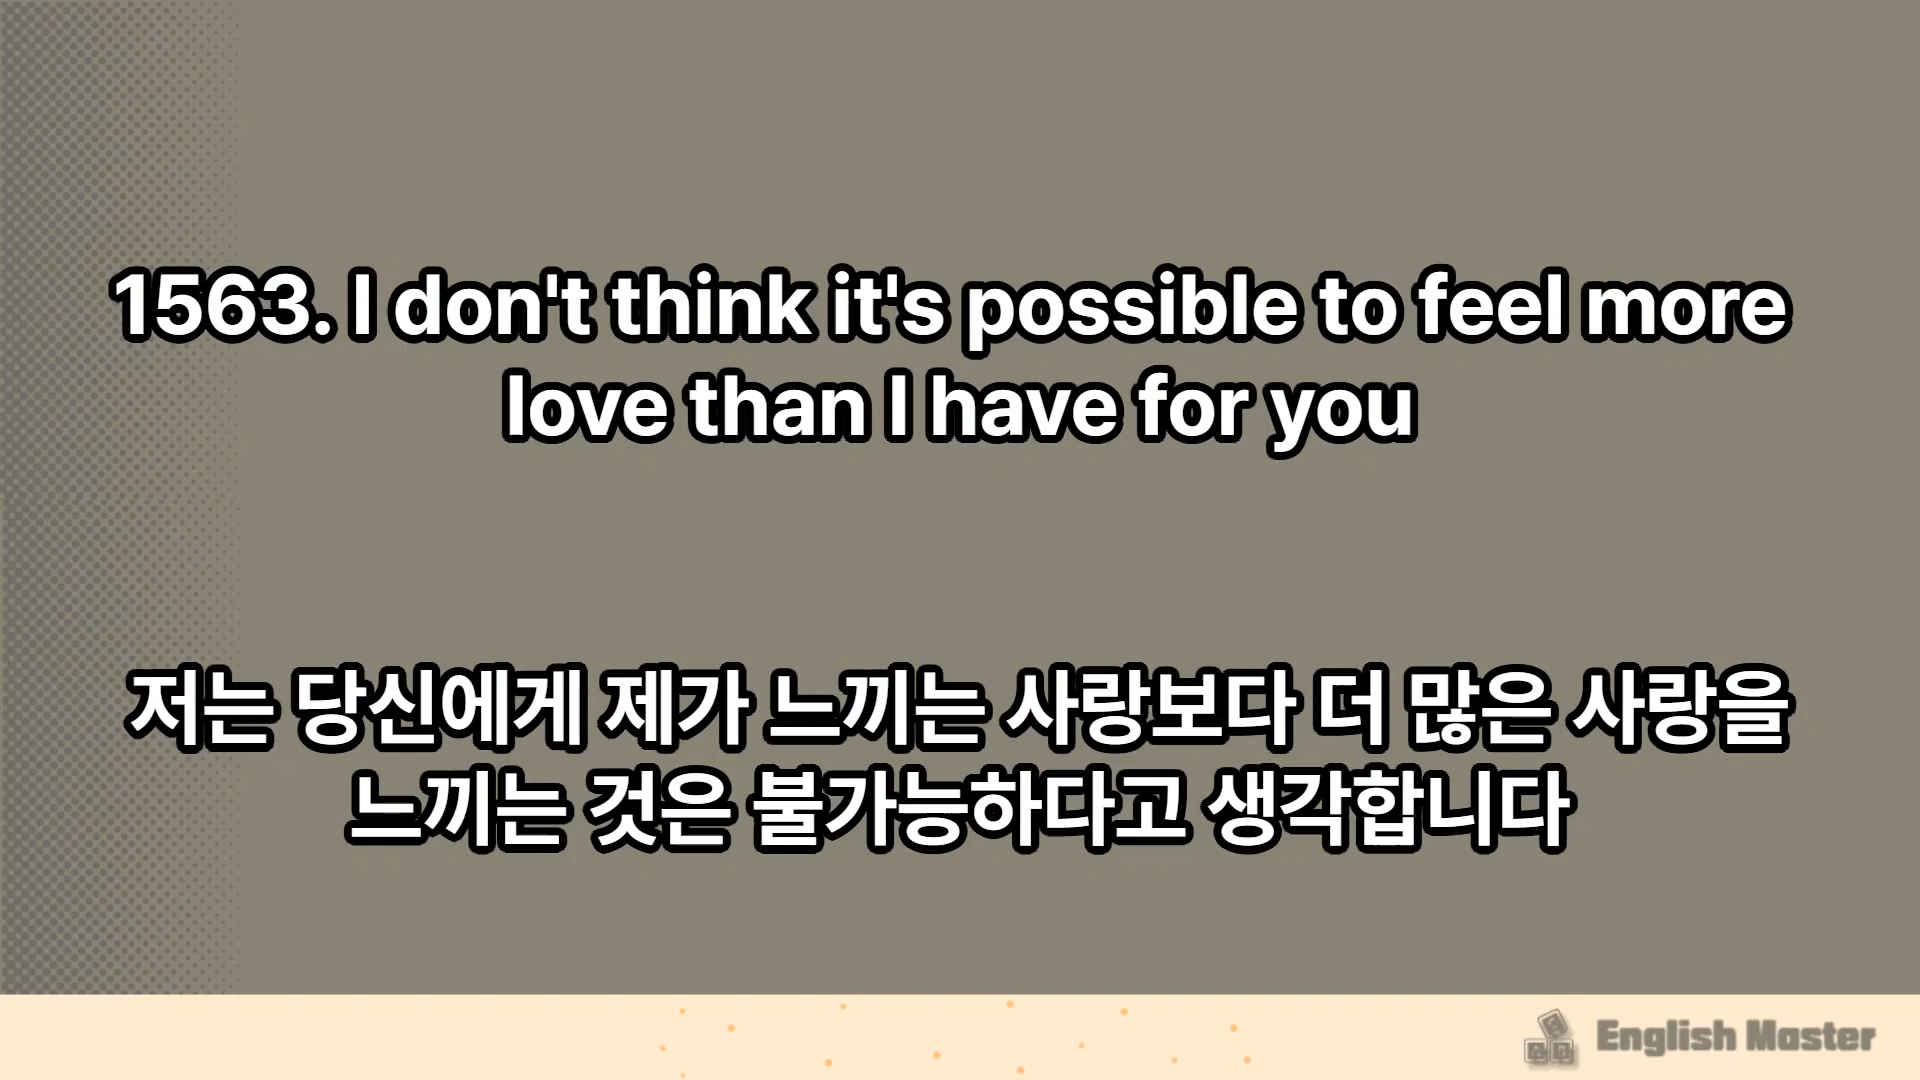 1563. I don't think it's possible to feel more
love than I have for you
저는 당신에게 제가 느끼는 사랑보다 더 많은 사랑을
느끼는 것은 불가능하다고 생각합니다
English Master